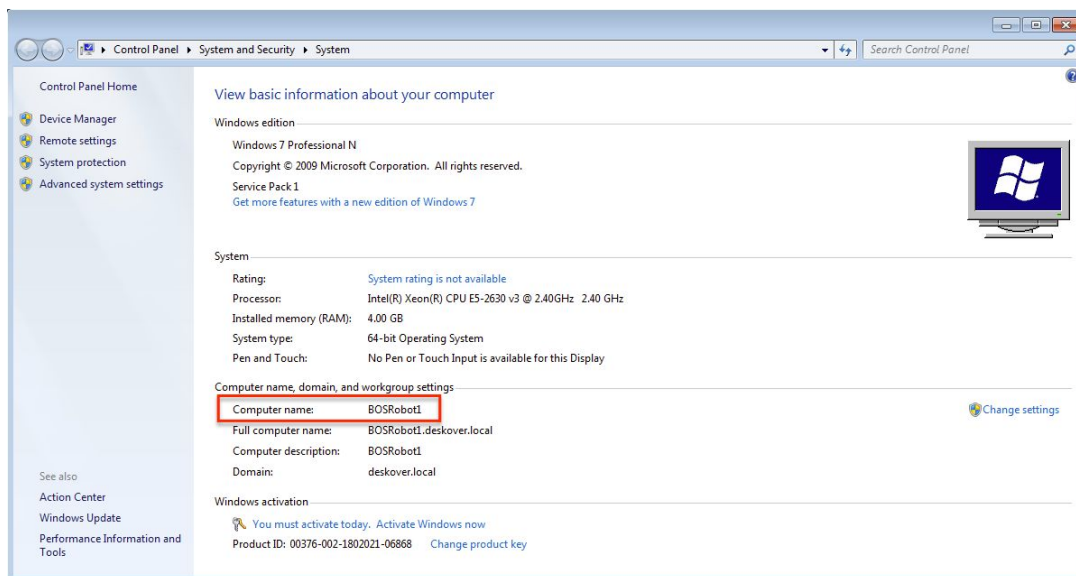 Control Panel ▸ System and Security ▸ System
Search Control Panel
Control Panel Home
Device Manager
Remote settings
System protection
Advanced system settings
See also
Action Center
Windows Update
Performance Information and
Tools
View basic information about your computer
Windows edition
Windows 7 Professional N
Copyright © 2009 Microsoft Corporation. All rights reserved.
Service Pack 1
Get more features with a new edition of Windows 7
System
Rating: System rating is not available
Processor: Intel(R) Xeon(R) CPU E5-2630 v3 @ 2.40GHz 2.40 GHz
Installed memory (RAM): 4.00 GB
System type: 64-bit Operating System
Pen and Touch: No Pen or Touch Input is available for this Display
Computer name, domain, and workgroup settings
Computer name: BOSRobot1
Change settings
Full computer name: BOSRobot1.deskover.local
Computer description: BOSRobot1
Domain: deskover.local
Windows activation
You must activate today. Activate Windows now
Product ID: 00376-002-1802021-06868 Change product key